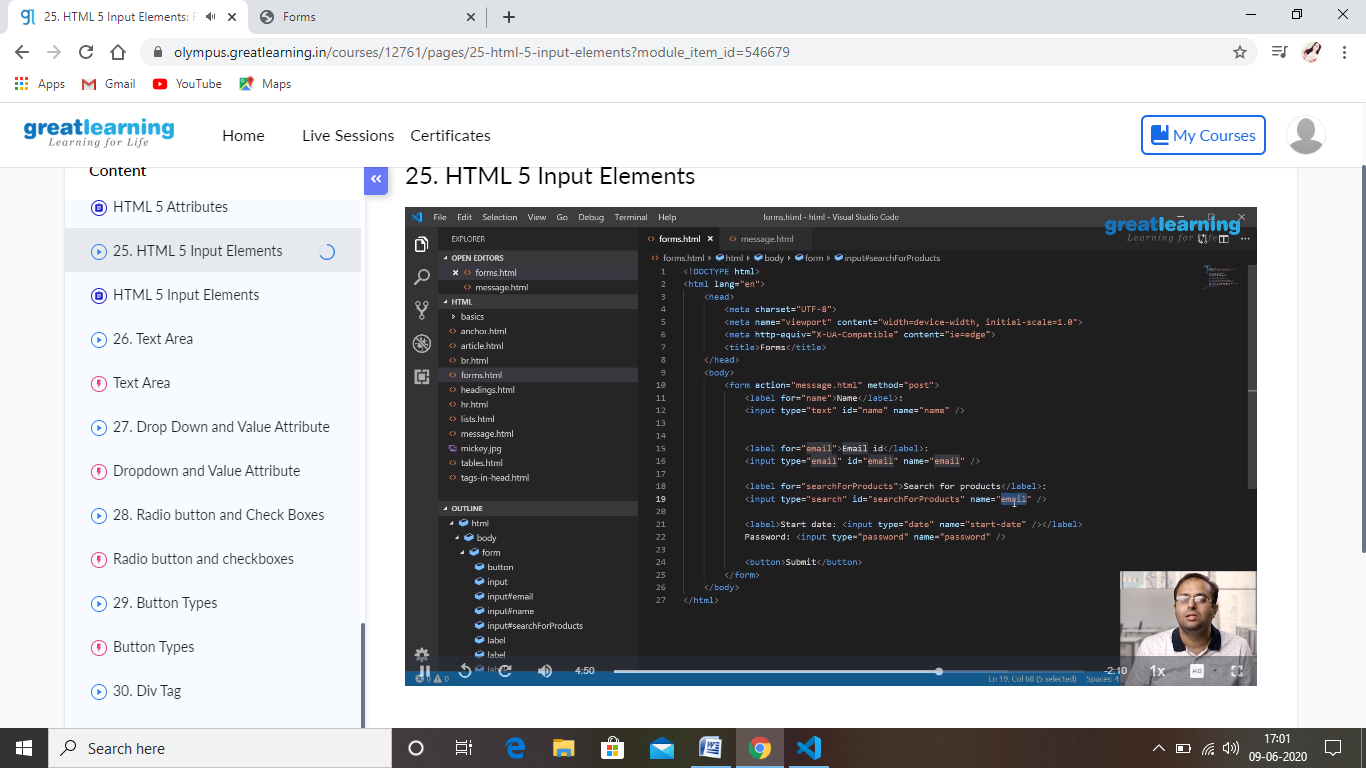 25. HTML 5 Input Elements: F
Forms
olympus.greatlearning.in/courses/12761/pages/25-html-5-input-elements?module_item_id=546679
Apps
Gmail
YouTube
Maps
greatlearning
Learning for Life
Home
Live Sessions
Certificates
My Courses
Content
HTML 5 Attributes
25. HTML 5 Input Elements
HTML 5 Input Elements
26. Text Area
Text Area
27. Drop Down and Value Attribute
Dropdown and Value Attribute
28. Radio button and Check Boxes
Radio button and checkboxes
29. Button Types
Button Types
30. Div Tag
25. HTML 5 Input Elements
File Edit Selection View Go Debug Terminal Help
forms.html - html - Visual Studio Code
greatlearning
Learning for Life
EXPLORER
OPEN EDITORS
forms.html
message.html
HTML
basics
anchor.html
article.html
br.html
forms.html
headings.html
hr.html
lists.html
message.html
mickey.jpg
tables.html
tags-in-head.html
OUTLINE
html
body
form
button
input
input#email
input#name
input#searchForProducts
label
label
forms.html
message.html
forms.html › html › body › form › input#searchForProducts
1 <!DOCTYPE html>
2 <html lang="en">
3 <head>
4 <meta charset="UTF-8">
5 <meta name="viewport" content="width=device-width, initial-scale=1.0">
6 <meta http-equiv="X-UA-Compatible" content="ie=edge">
7 <title>Forms</title>
8 </head>
9 <body>
10 <form action="message.html" method="post">
11 <label for="name">Name</label>:
12 <input type="text" id="name" name="name" />
13
14
15 <label for="email">Email id</label>:
16 <input type="email" id="email" name="email" />
17
18 <label for="searchForProducts">Search for products</label>:
19 <input type="search" id="searchForProducts" name="email" />
20
21 <label>Start date: <input type="date" name="start-date" /></label>
22 Password: <input type="password" name="password" />
23
24 <button>Submit</button>
25 </form>
26 </body>
27 </html>
4:50
-2:10
1x
HD
0 0
Ln 19, Col 68 (5 selected)
Spaces: 4
Search here
17:01
09-06-2020